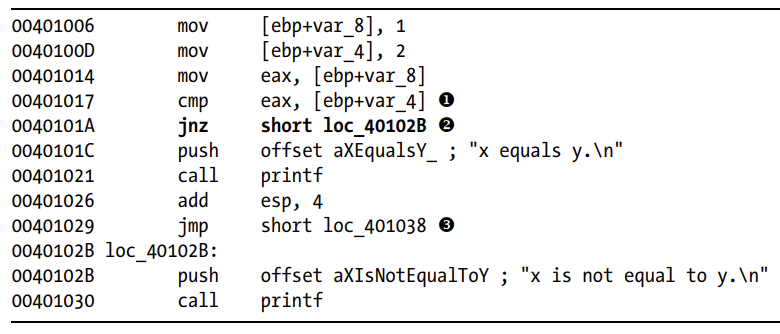 00401006 mov [ebp+var_8], 1
0040100D mov [ebp+var_4], 2
00401014 mov eax, [ebp+var_8]
00401017 cmp eax, [ebp+var_4] ❶
0040101A jnz short loc_40102B ❷
0040101C push offset aXEqualsY_ ; "x equals y.\n"
00401021 call printf
00401026 add esp, 4
00401029 jmp short loc_401038 ❸
0040102B loc_40102B:
0040102B push offset aXIsNotEqualToY ; "x is not equal to y.\n"
00401030 call printf